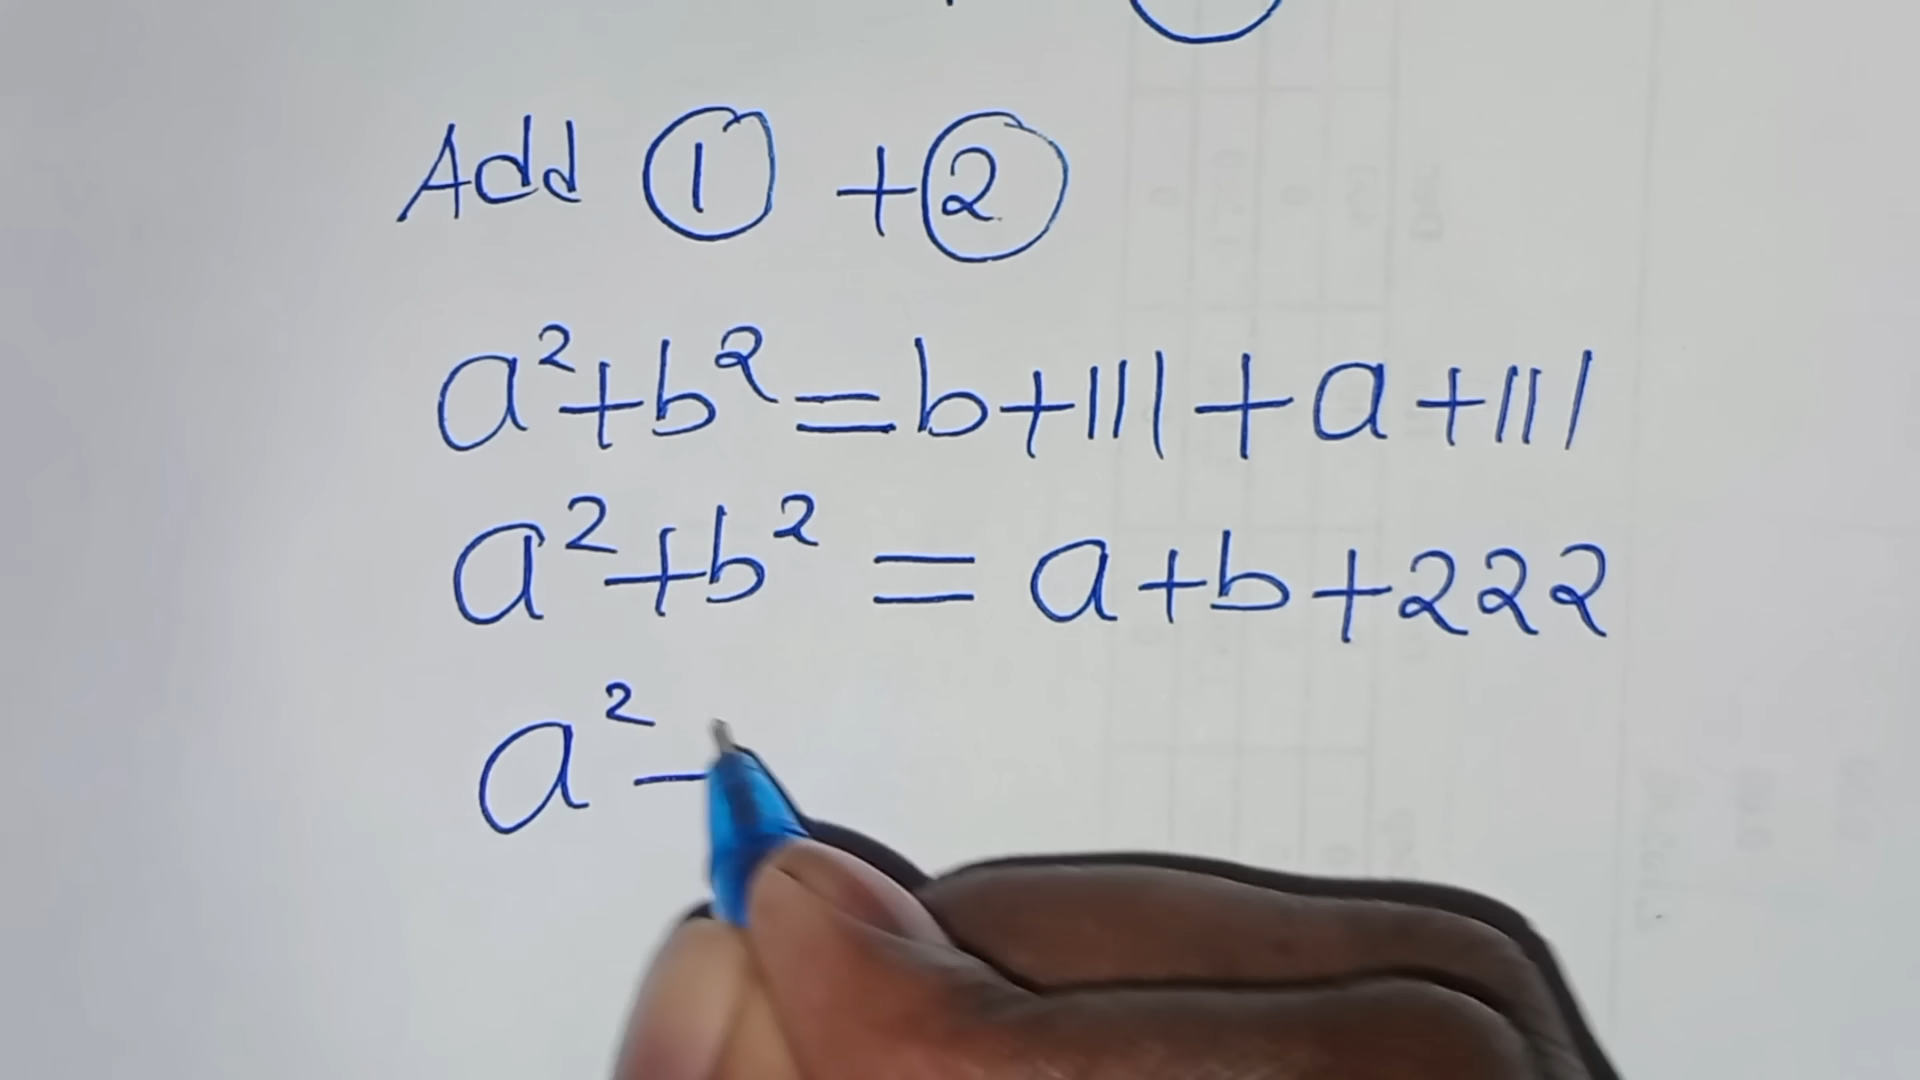 Add ① + ②
a² + b² = b + 111 + a + 111
a² + b² = a + b + 222
a² -